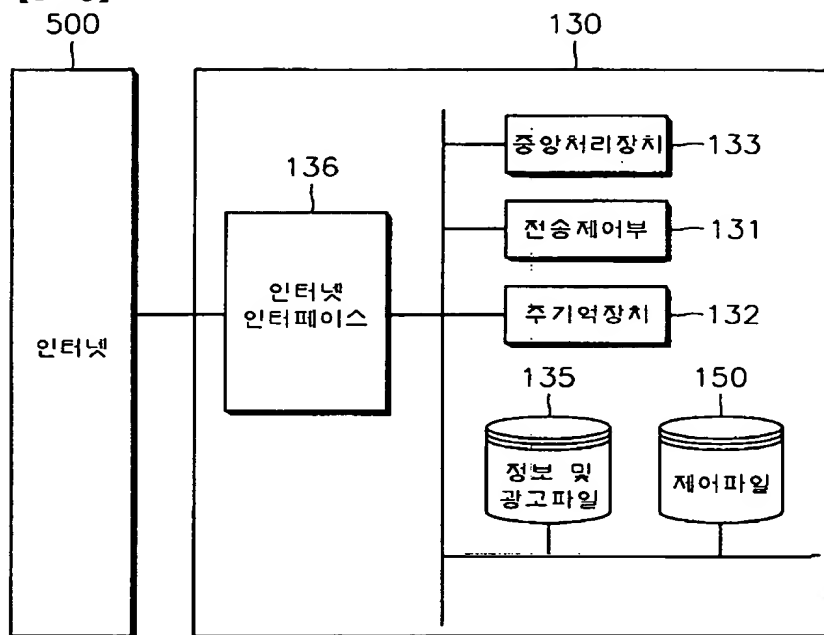 500
130
중앙처리장치
133
136
전송제어부
131
인터넷
인터페이스
주기억장치
132
인터넷
135
150
정보 및
광고파일
제어파일